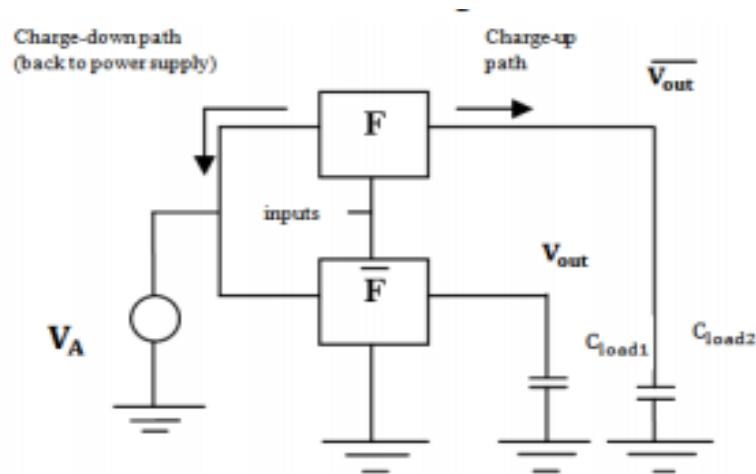 Charge-down path
(back to power supply)
Charge-up
path
V̅o̅u̅t̅
F
inputs
Vout
F̅
VA
Cload1
Cload2